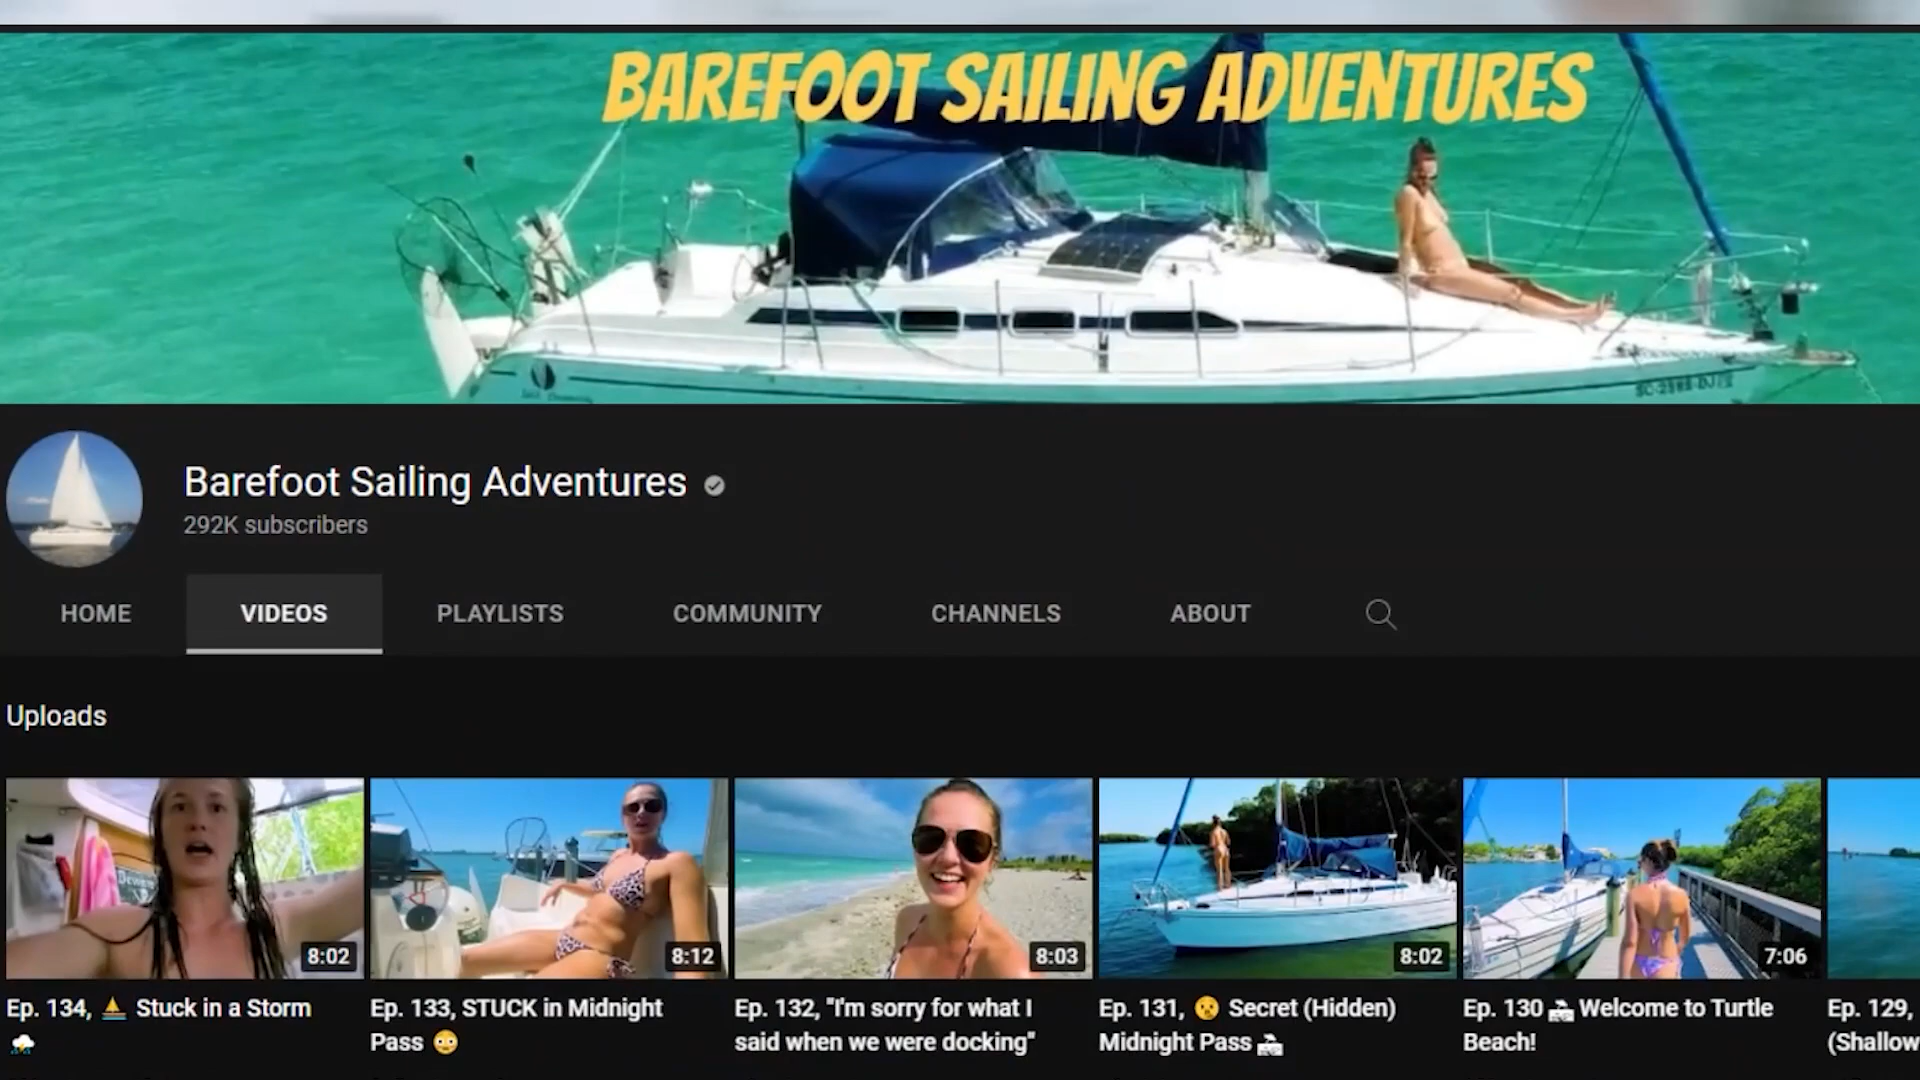 BAREFOOT SAILING ADVENTURES
Barefoot Sailing Adventures
292K subscribers
HOME VIDEOS PLAYLISTS COMMUNITY CHANNELS ABOUT
Uploads
8:02 8:12 8:03 8:02 7:06
Ep. 134, ⛵ Stuck in a Storm
⛈️
Ep. 133, STUCK in Midnight
Pass 😳
Ep. 132, "I'm sorry for what I
said when we were docking"
Ep. 131, 😯 Secret (Hidden)
Midnight Pass 🏝
Ep. 130 🏝 Welcome to Turtle
Beach!
Ep. 129,
(Shallow